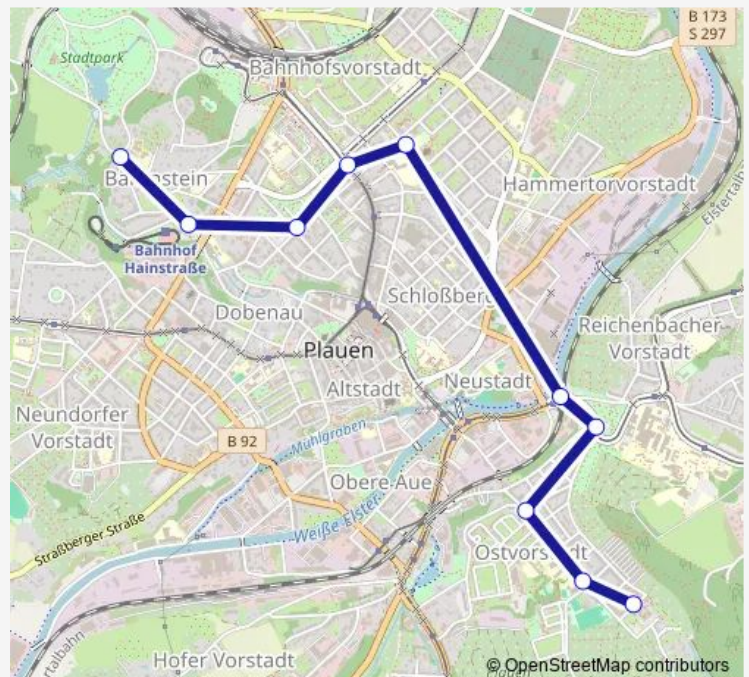 B 173
S 297
Stadtpark
Bahnhofsvorstadt
Hammertorvorstadt
Bahnhof
Hainstraße
Dobenau
Schloßberg
Reichenbacher
Vorstadt
Plauen
Altstadt
Neustadt
Neundorfer
Vorstadt
B 92
Mühlgraben
Obere Aue
Weiße Elster
Straßberger Straße
Hofer Vorstadt
© OpenStreetMap contributors